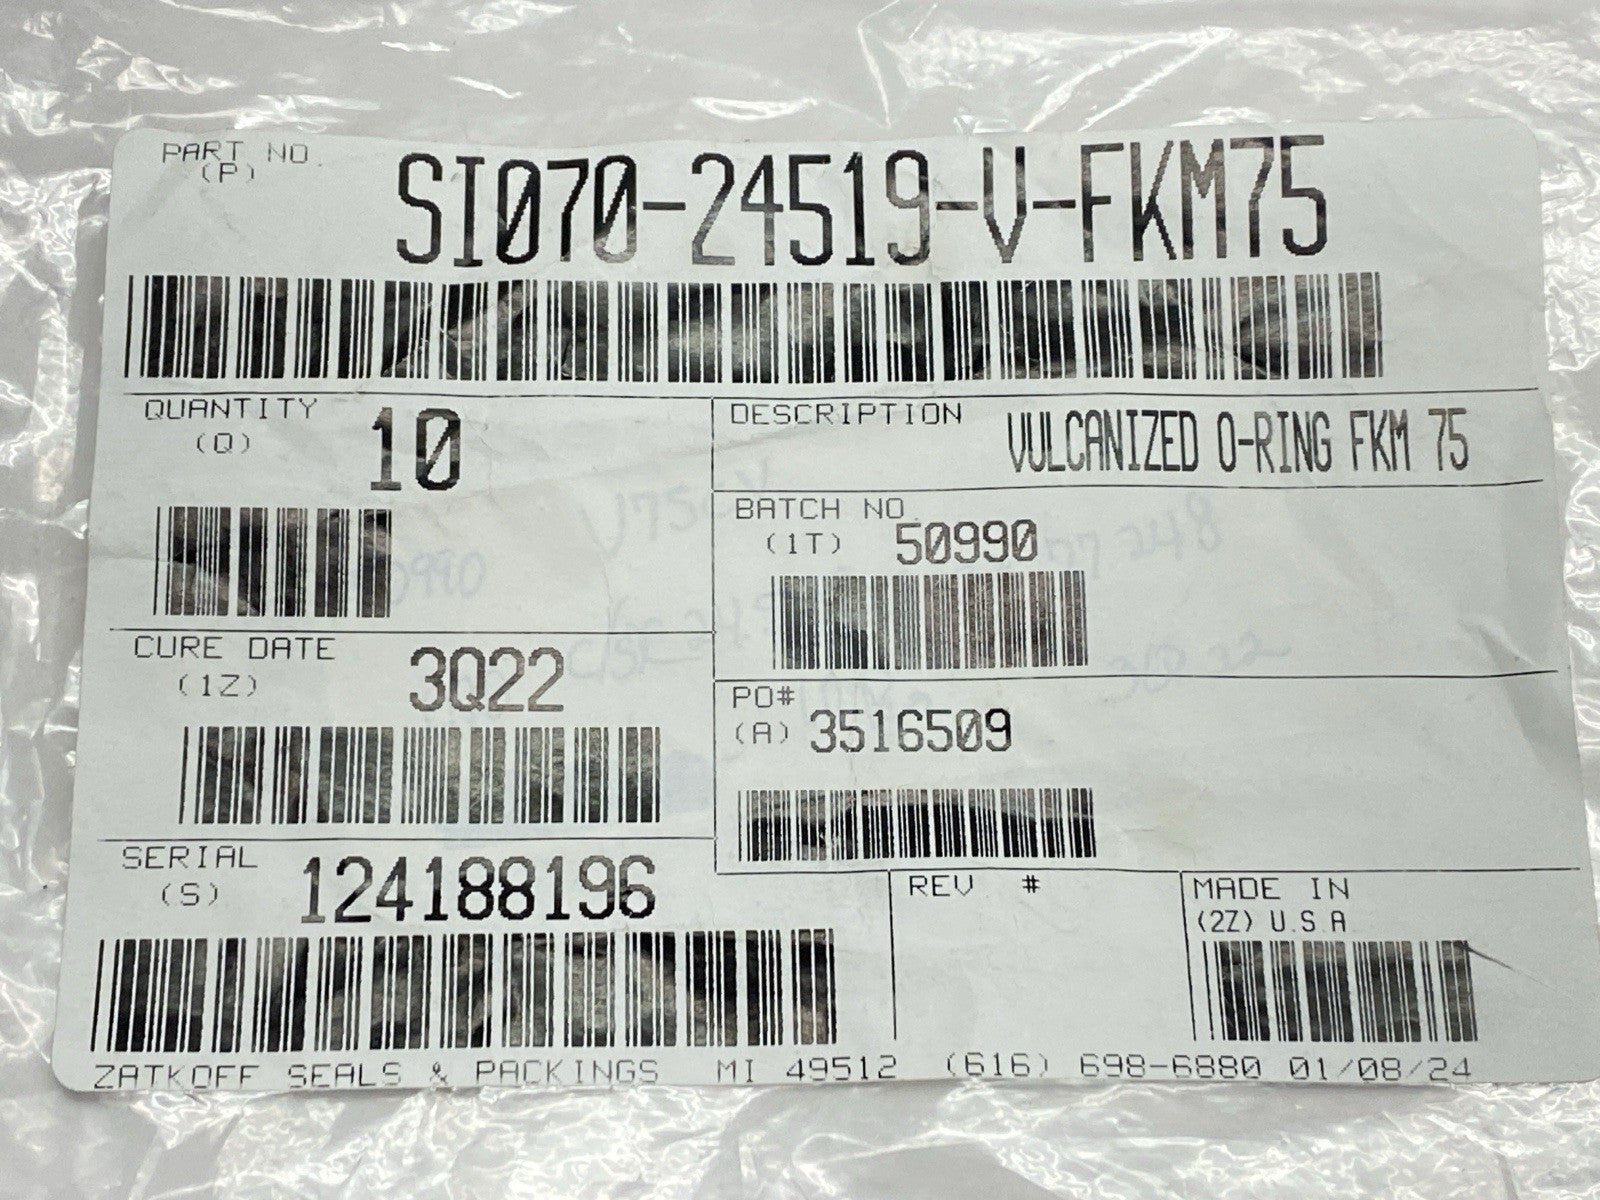 PART NO.
(P)
SI070-24519-V-FKM75
QUANTITY
(Q)
10
DESCRIPTION
VULCANIZED O-RING FKM 75
BATCH NO.
(1T)
50990
CURE DATE
(1Z)
3Q22
PO#
(A)
3516509
SERIAL
(S)
124188196
REV #
MADE IN
(2Z) U.S.A
ZATKOFF SEALS & PACKINGS MI 49512 (616) 698-6880 01/08/24